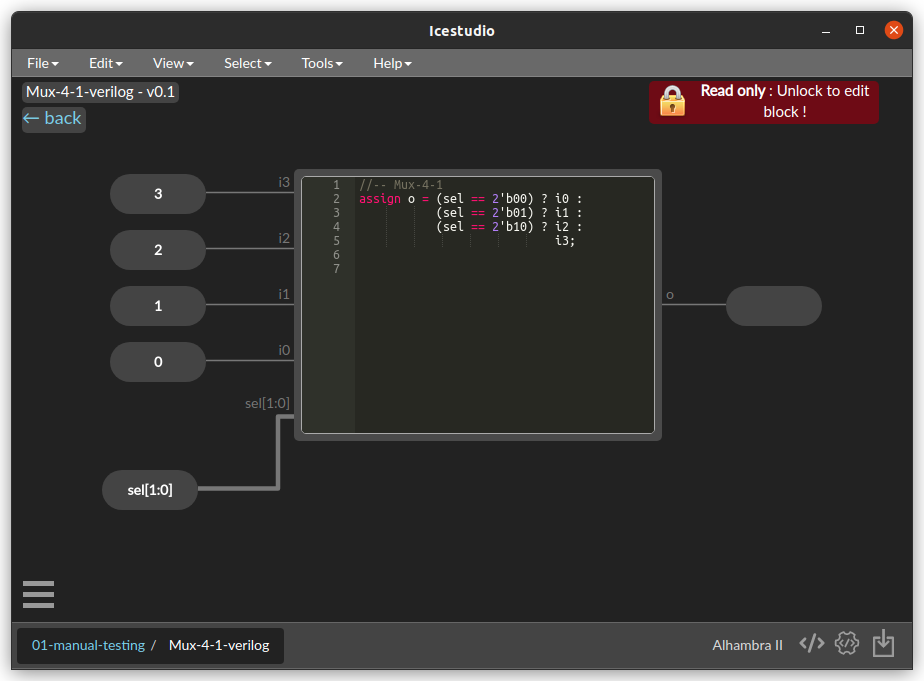 Icestudio
File Edit View Select Tools Help
Mux-4-1-verilog - v0.1
← back
Read only : Unlock to edit
block !
3
2
1
0
sel[1:0]
i3
i2
i1
i0
sel[1:0]
1 //-- Mux-4-1
2 assign o = (sel == 2'b00) ? i0 :
3 (sel == 2'b01) ? i1 :
4 (sel == 2'b10) ? i2 :
5 i3;
6
7
o
01-manual-testing / Mux-4-1-verilog
Alhambra II </>